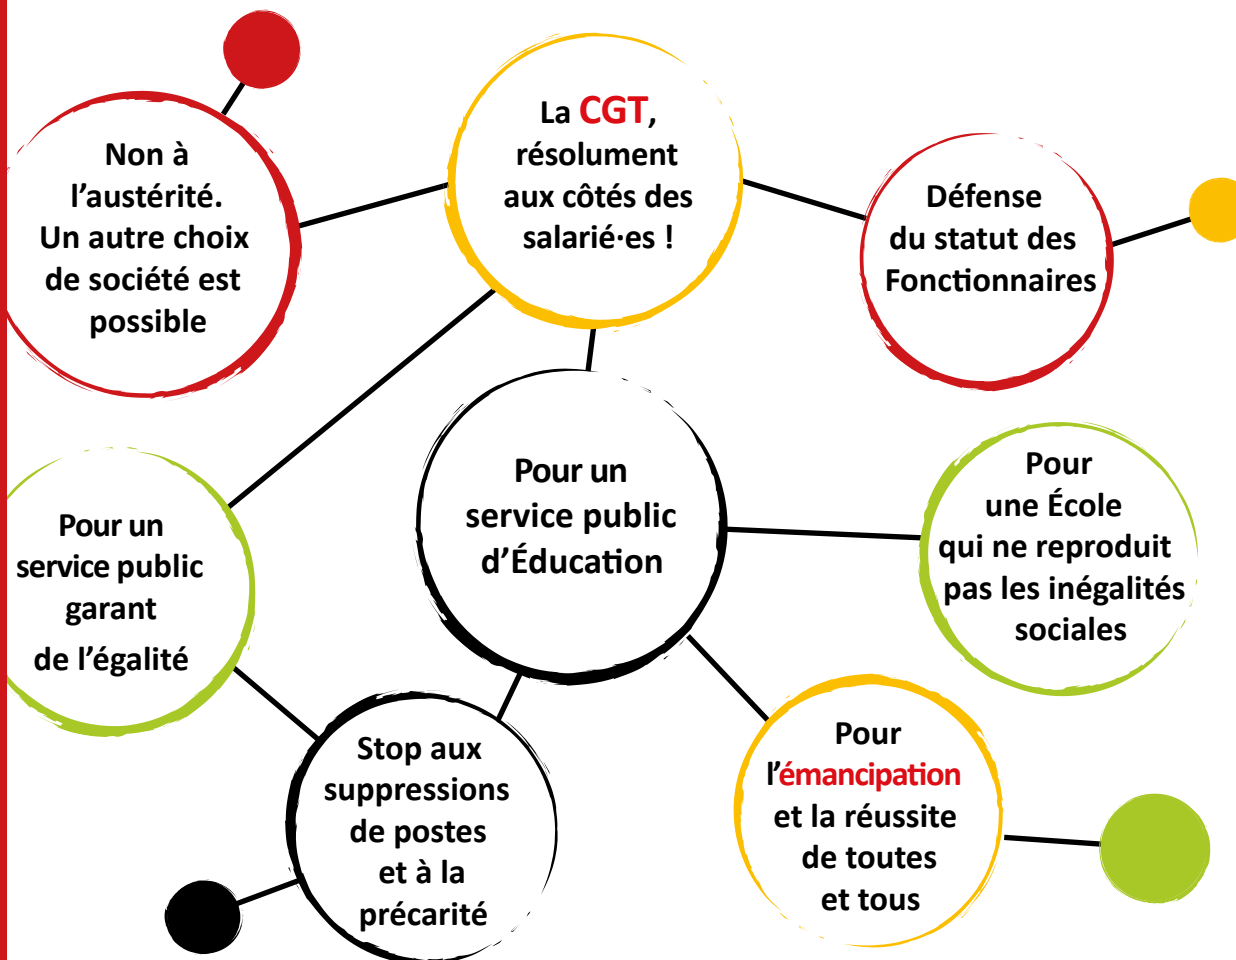 Non à
l’austérité.
Un autre choix
de société est
possible
La CGT,
résolument
aux côtés des
salarié·es !
Défense
du statut des
Fonctionnaires
Pour un
service public
garant
de l’égalité
Pour un
service public
d’Éducation
Pour
une École
qui ne reproduit
pas les inégalités
sociales
Stop aux
suppressions
de postes
et à la
précarité
Pour
l’émancipation
et la réussite
de toutes
et tous